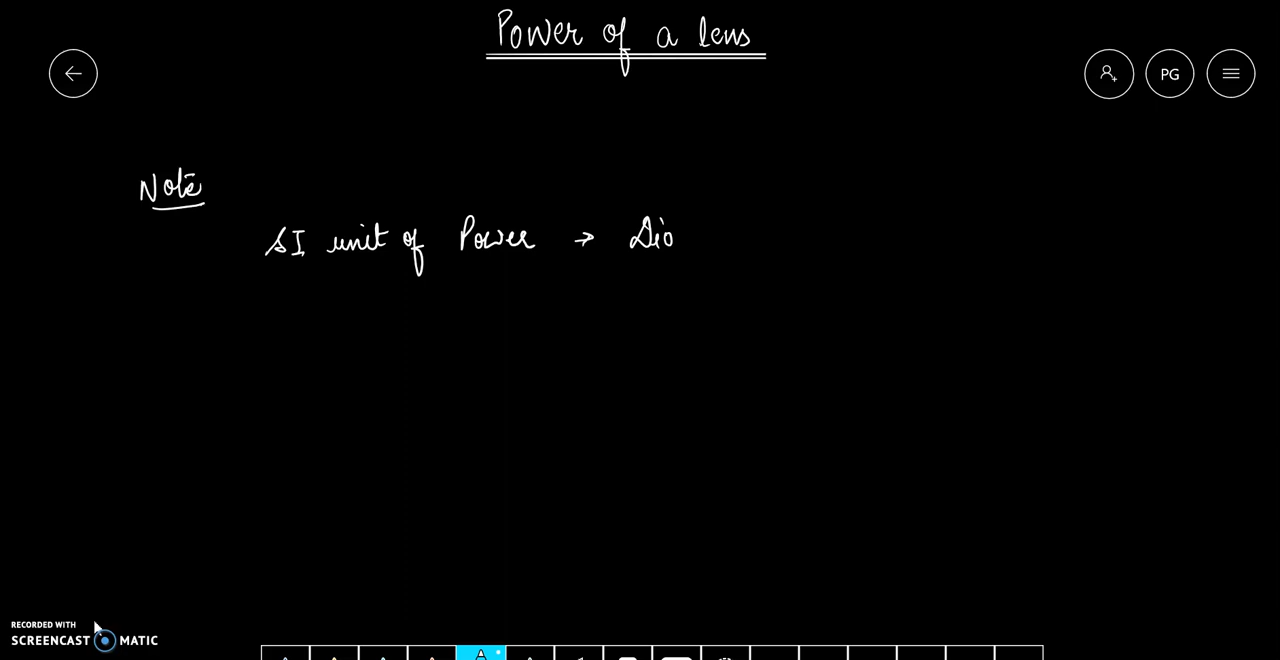 Power of a lens
PG
Note
SI unit of Power → Dio
RECORDED WITH
SCREENCAST MATIC